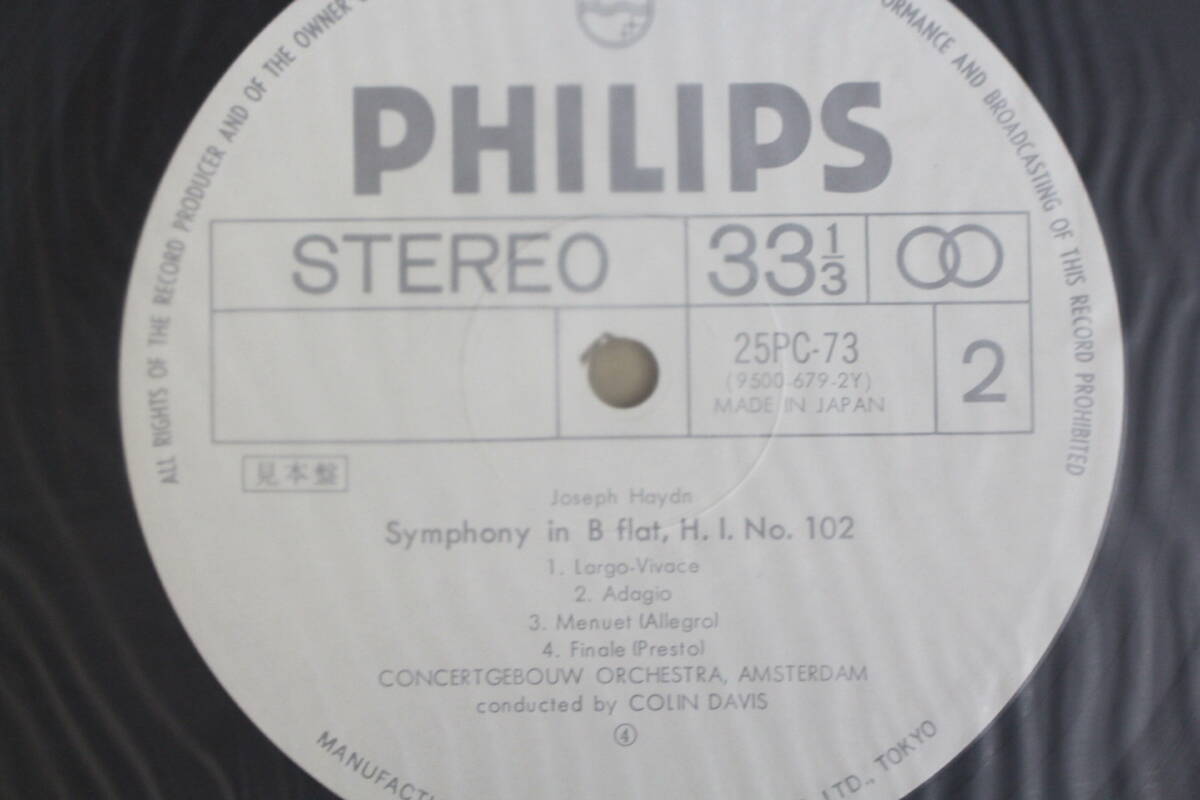 ALL RIGHTS OF THE RECORD PRODUCER AND OF THE OWNER
ORMANCE AND BROADCASTING OF THIS RECORD PROHIBITED
PHILIPS
STEREO
33 1/3
25PC-73
(9500-679-2Y)
MADE IN JAPAN
2
見本盤
Joseph Haydn
Symphony in B flat, H. I. No. 102
1. Largo-Vivace
2. Adagio
3. Menuet (Allegro)
4. Finale (Presto)
CONCERTGEBOUW ORCHESTRA, AMSTERDAM
conducted by COLIN DAVIS
④
MANUFACT
LTD., TOKYO